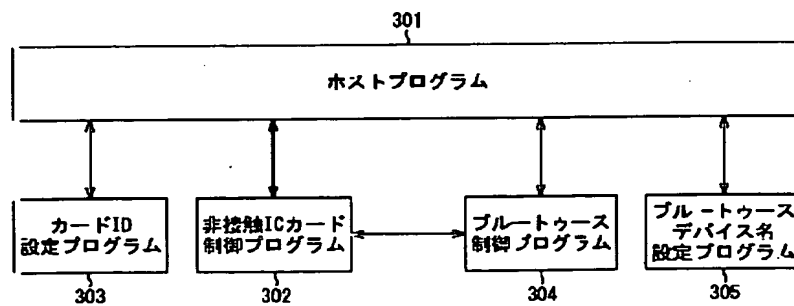 301
ホストプログラム
カードID
設定プログラム
非接触ICカード
制御プログラム
ブルートゥース
制御プログラム
ブルートゥース
デバイス名
設定プログラム
303
302
304
305